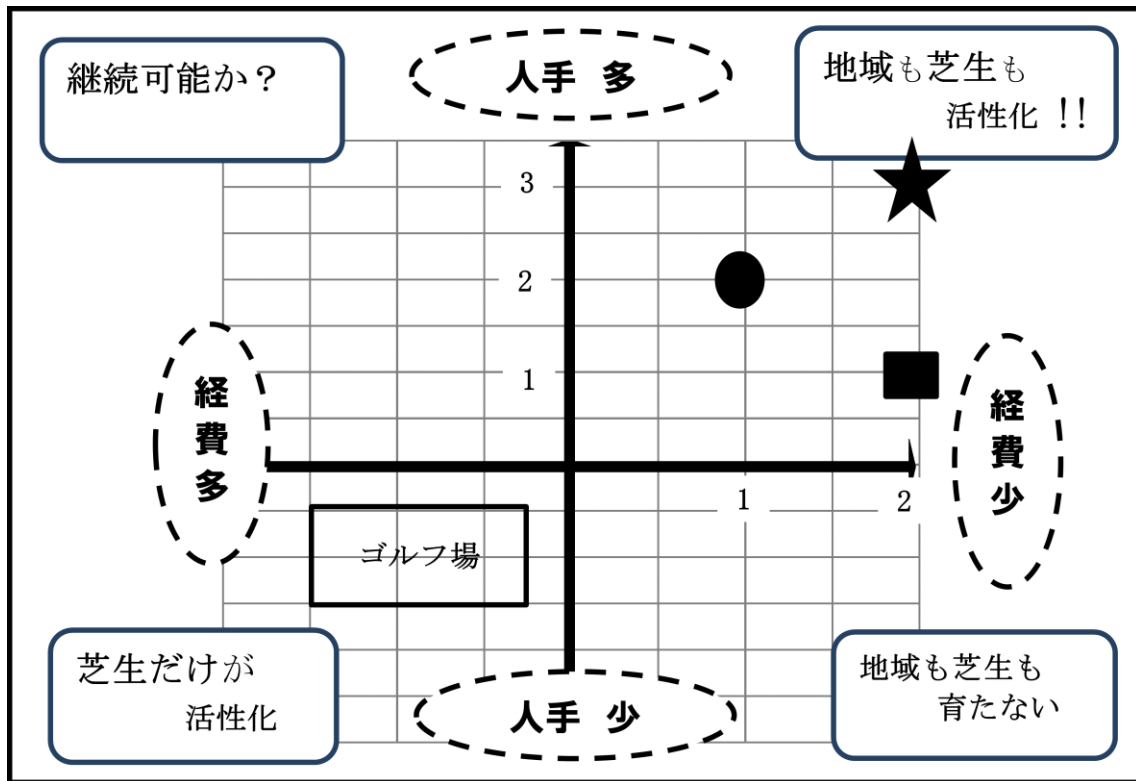 人手 多
継続可能か？
地域も芝生も
活性化 !!
3
2
1
経費多
経費少
1
2
ゴルフ場
芝生だけが
活性化
人手 少
地域も芝生も
育たない